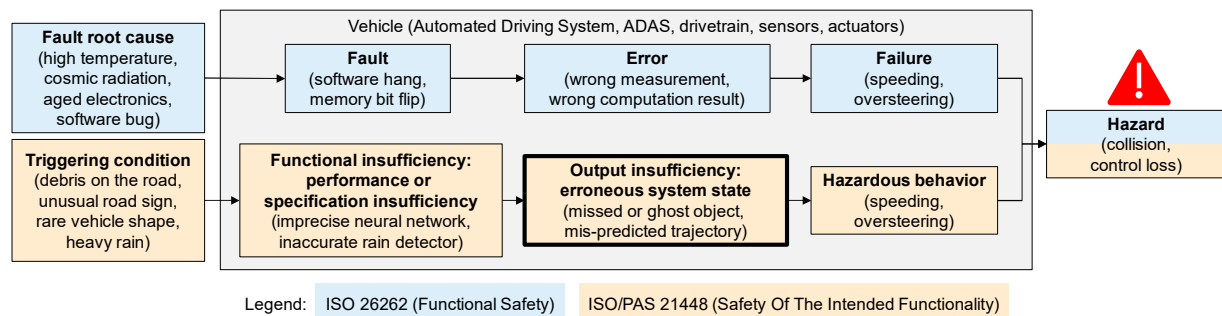 Vehicle (Automated Driving System, ADAS, drivetrain, sensors, actuators)
Fault root cause
(high temperature,
cosmic radiation,
aged electronics,
software bug)
Fault
(software hang,
memory bit flip)
Error
(wrong measurement,
wrong computation result)
Failure
(speeding,
oversteering)
Hazard
(collision,
control loss)
Triggering condition
(debris on the road,
unusual road sign,
rare vehicle shape,
heavy rain)
Functional insufficiency:
performance or
specification insufficiency
(imprecise neural network,
inaccurate rain detector)
Output insufficiency:
erroneous system state
(missed or ghost object,
mis-predicted trajectory)
Hazardous behavior
(speeding,
oversteering)
Legend: ISO 26262 (Functional Safety) ISO/PAS 21448 (Safety Of The Intended Functionality)